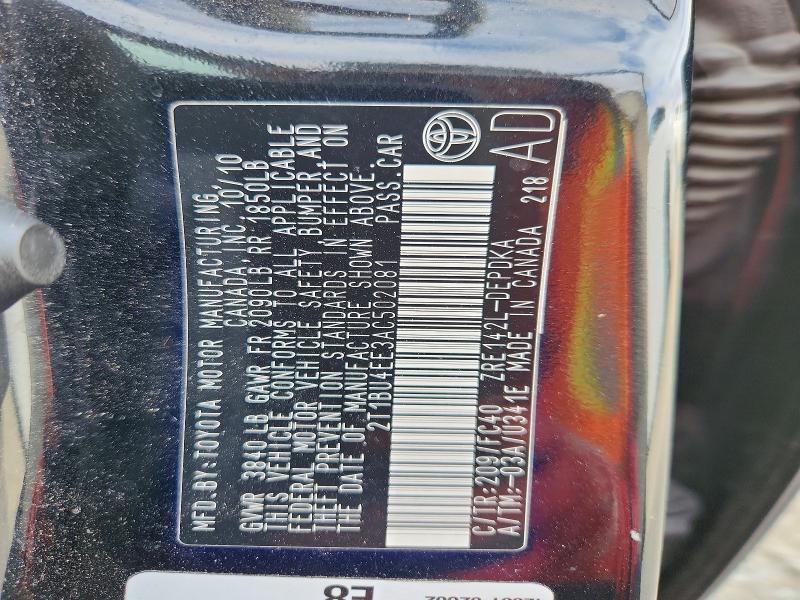 MFD.BY:TOYOTA MOTOR MANUFACTURING
CANADA, INC. 10/10
GVWR 3840 LB GAWR FR 2090LB RR 1850LB
THIS VEHICLE CONFORMS TO ALL APPLICABLE
FEDERAL MOTOR VEHICLE SAFETY BUMPER, AND
THEFT PREVENTION STANDARDS IN EFFECT ON
THE DATE OF MANUFACTURE SHOWN ABOVE.
2T1BU4EE3AC502081 PASS.CAR
C/TR:209/FC40 ZRE142L-DEPDKA
A/TM:-03A/U341E MADE IN CANADA 218 AD